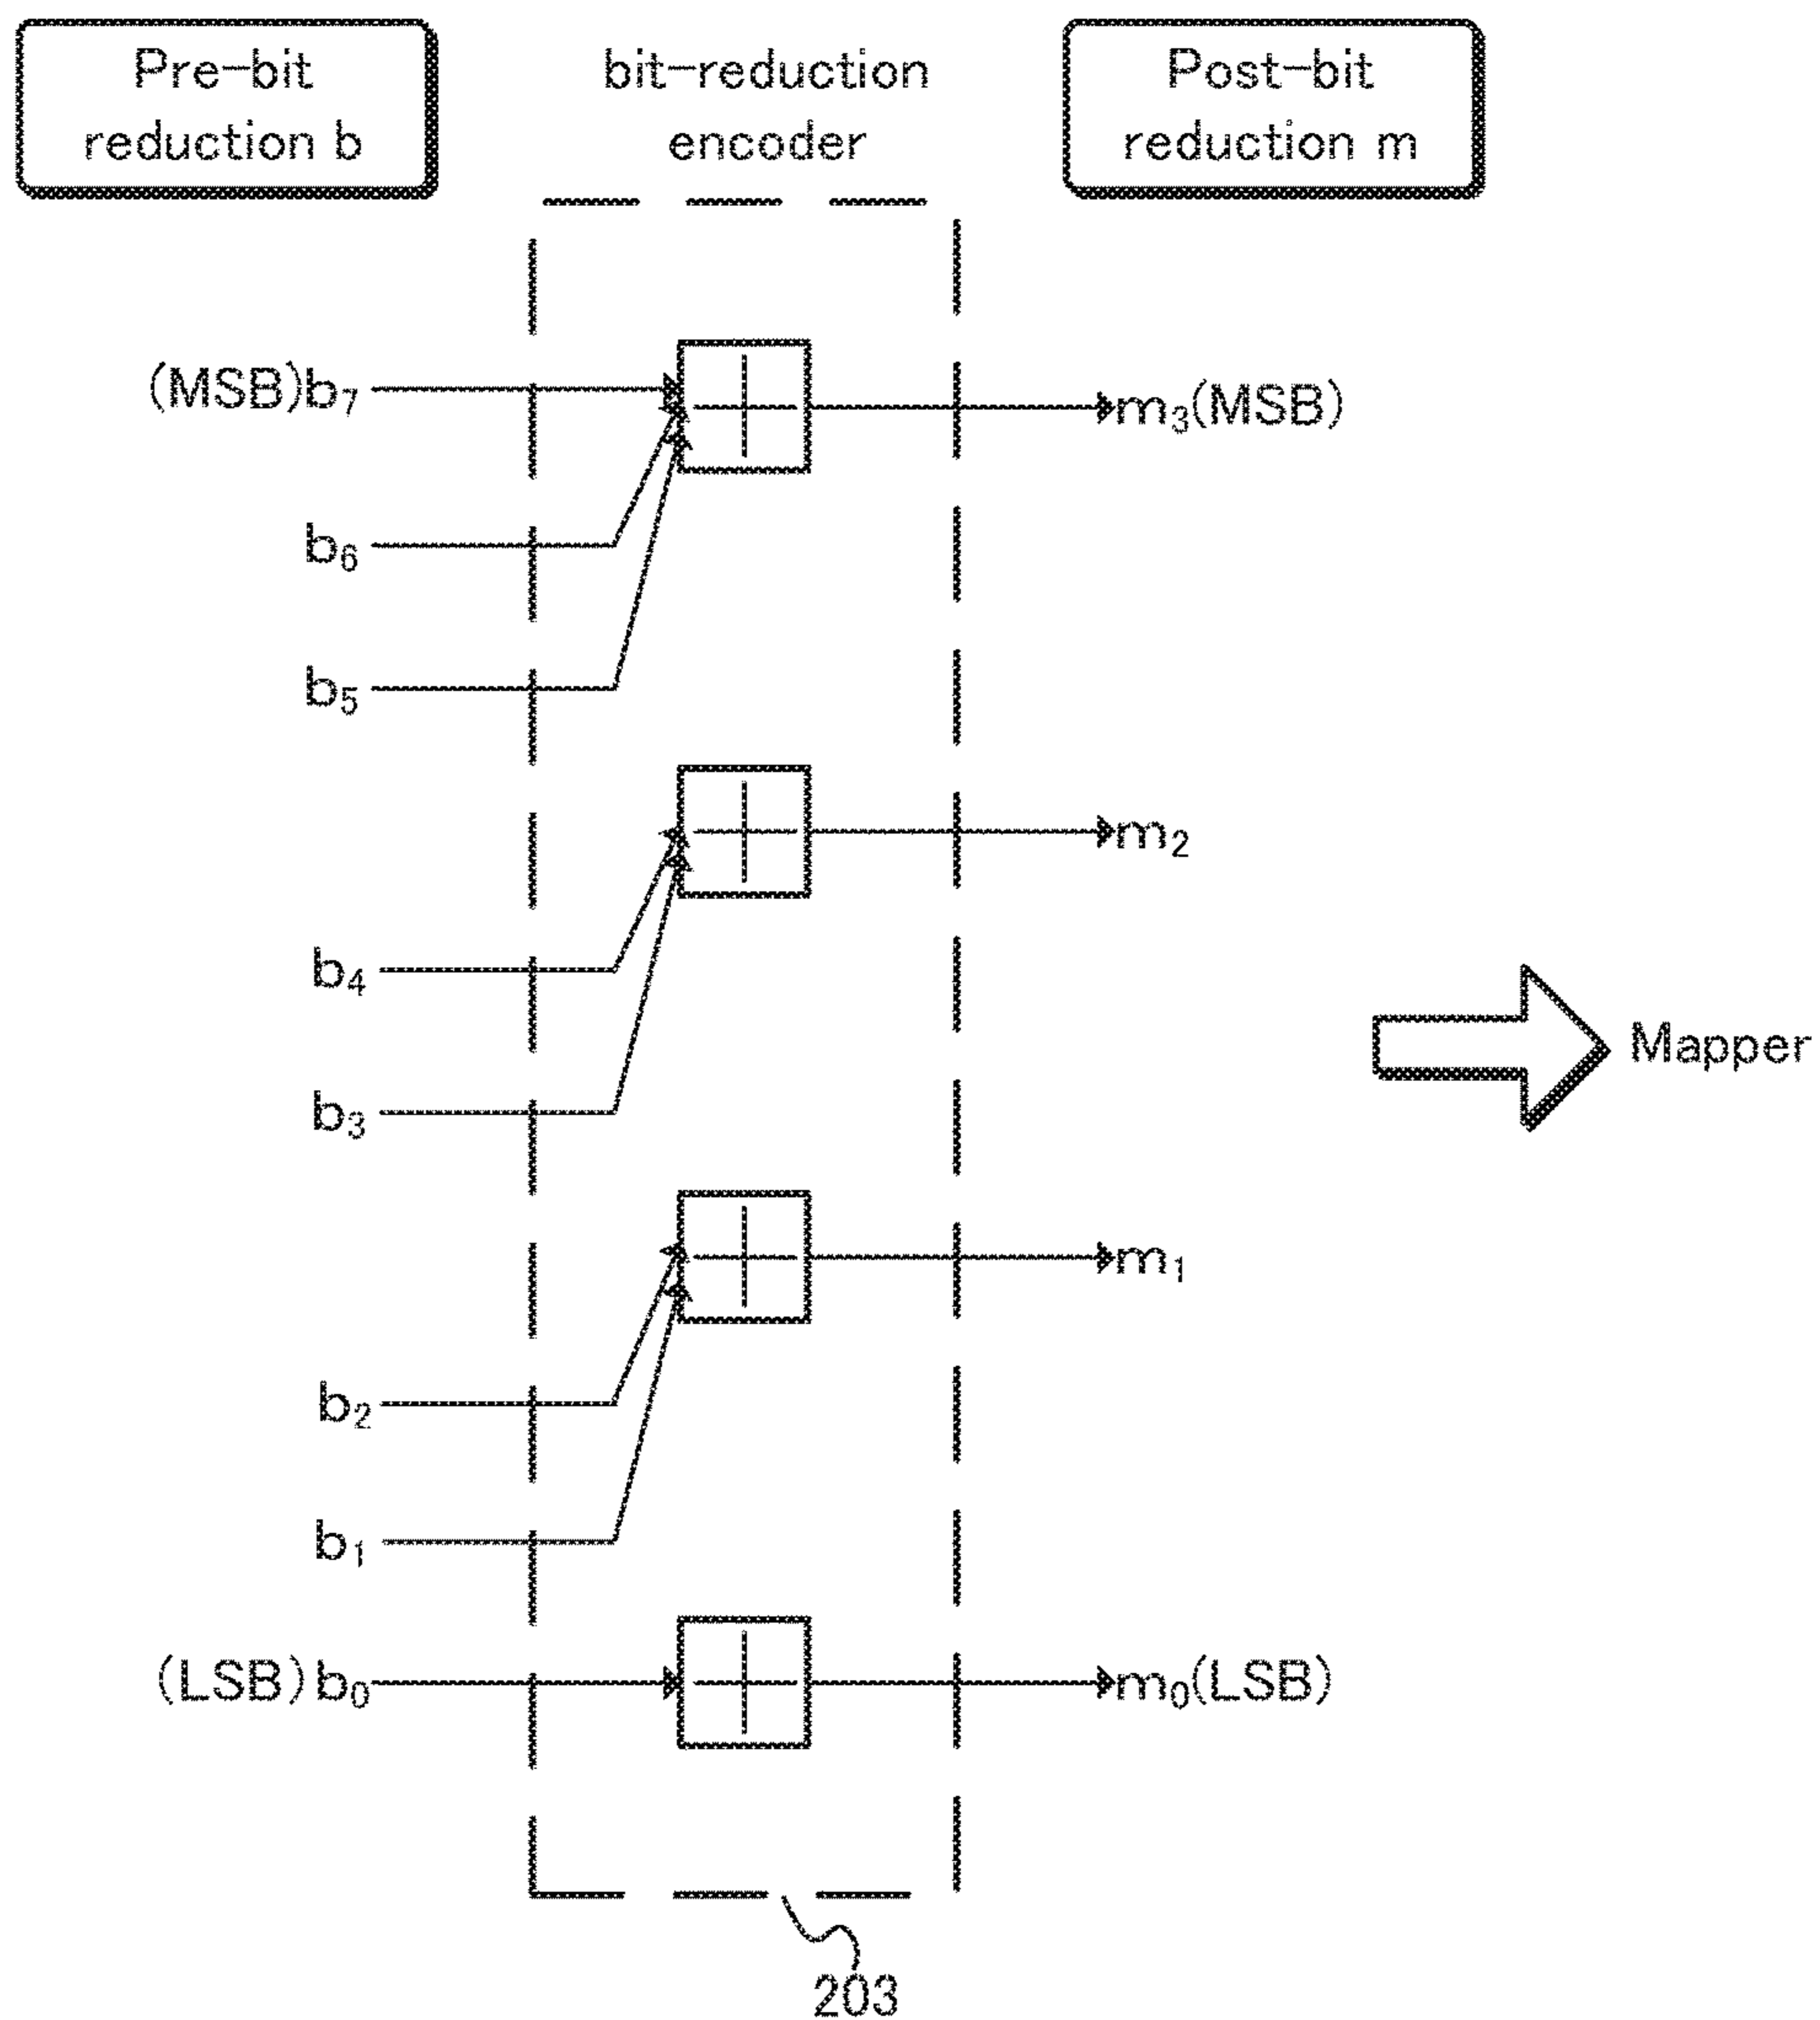 Pre-bit
reduction b
bit-reduction
encoder
Post-bit
reduction m
(MSB)b₇
m₃(MSB)
b₆
b₅
m₂
b₄
Mapper
b₃
m₁
b₂
b₁
(LSB)b₀
m₀(LSB)
203